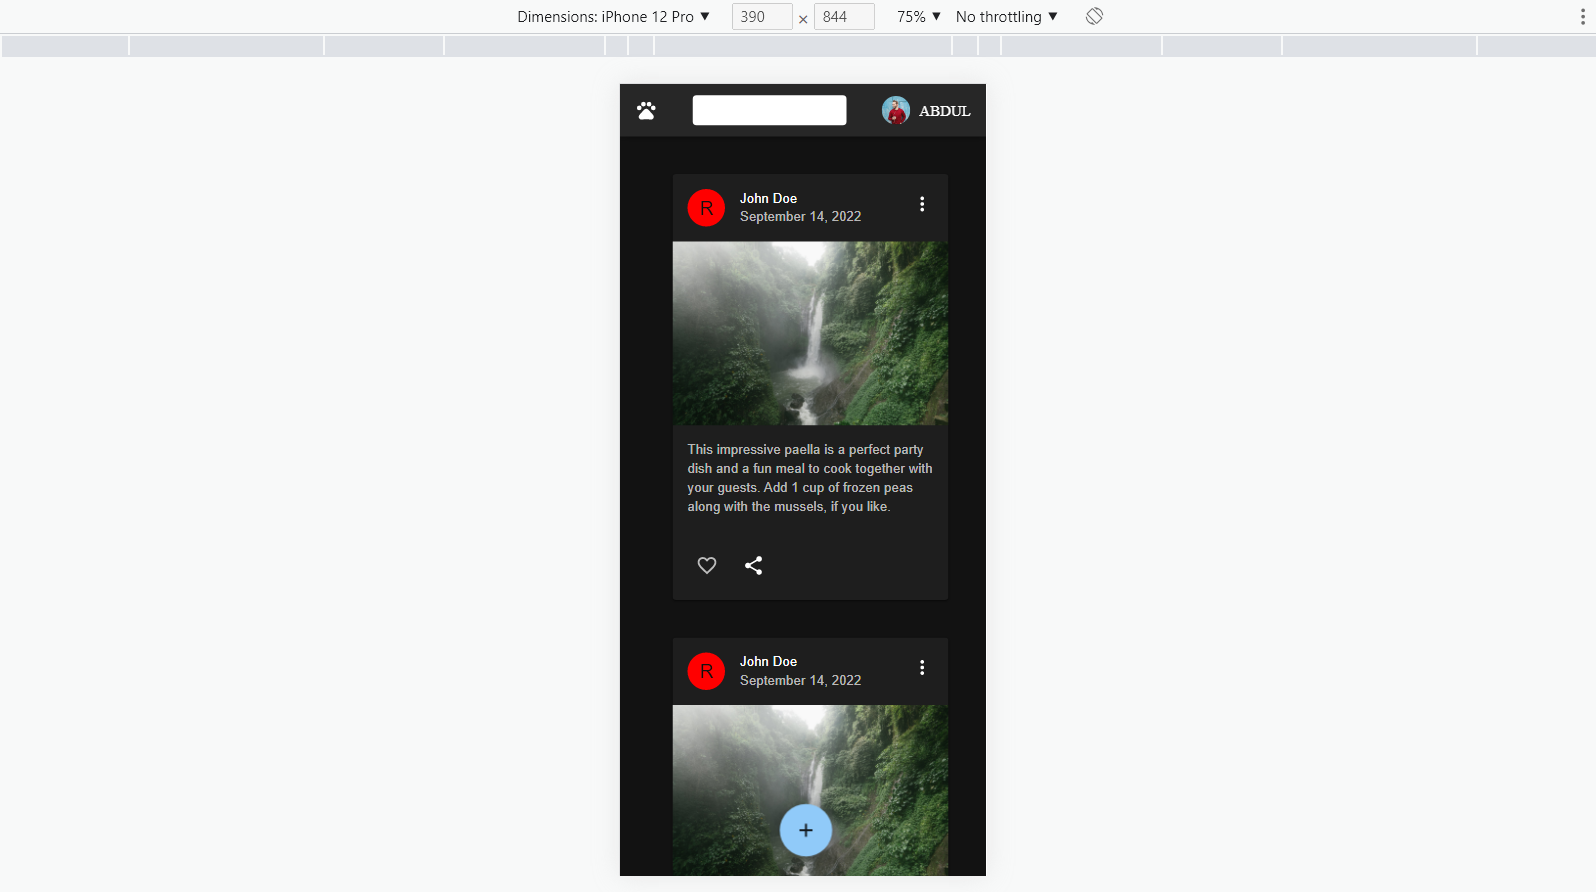 Dimensions: iPhone 12 Pro ▼ 390 × 844 75% ▼ No throttling ▼
ABDUL
R
John Doe
September 14, 2022
This impressive paella is a perfect party
dish and a fun meal to cook together with
your guests. Add 1 cup of frozen peas
along with the mussels, if you like.
R
John Doe
September 14, 2022
+